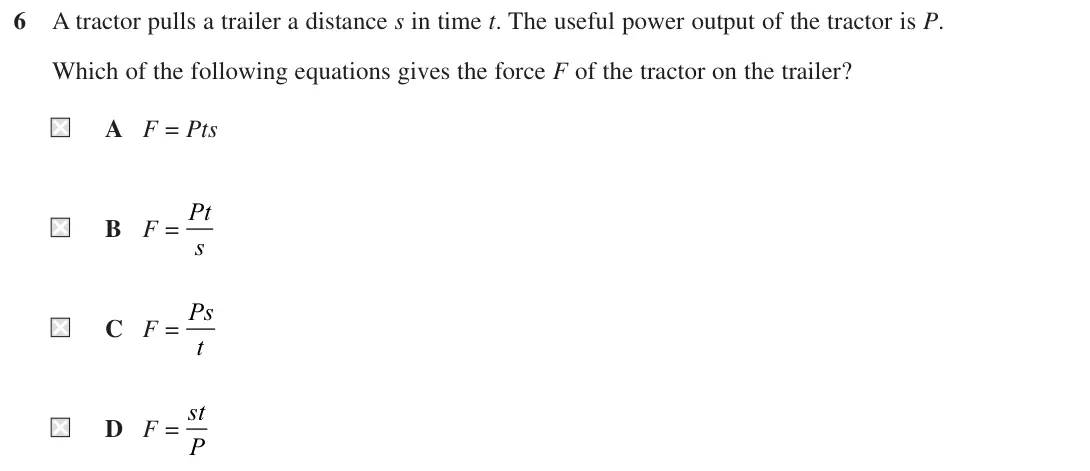 6 A tractor pulls a trailer a distance s in time t. The useful power output of the tractor is P.
Which of the following equations gives the force F of the tractor on the trailer?
A F = Pts
B F = Pt/s
C F = Ps/t
D F = st/P